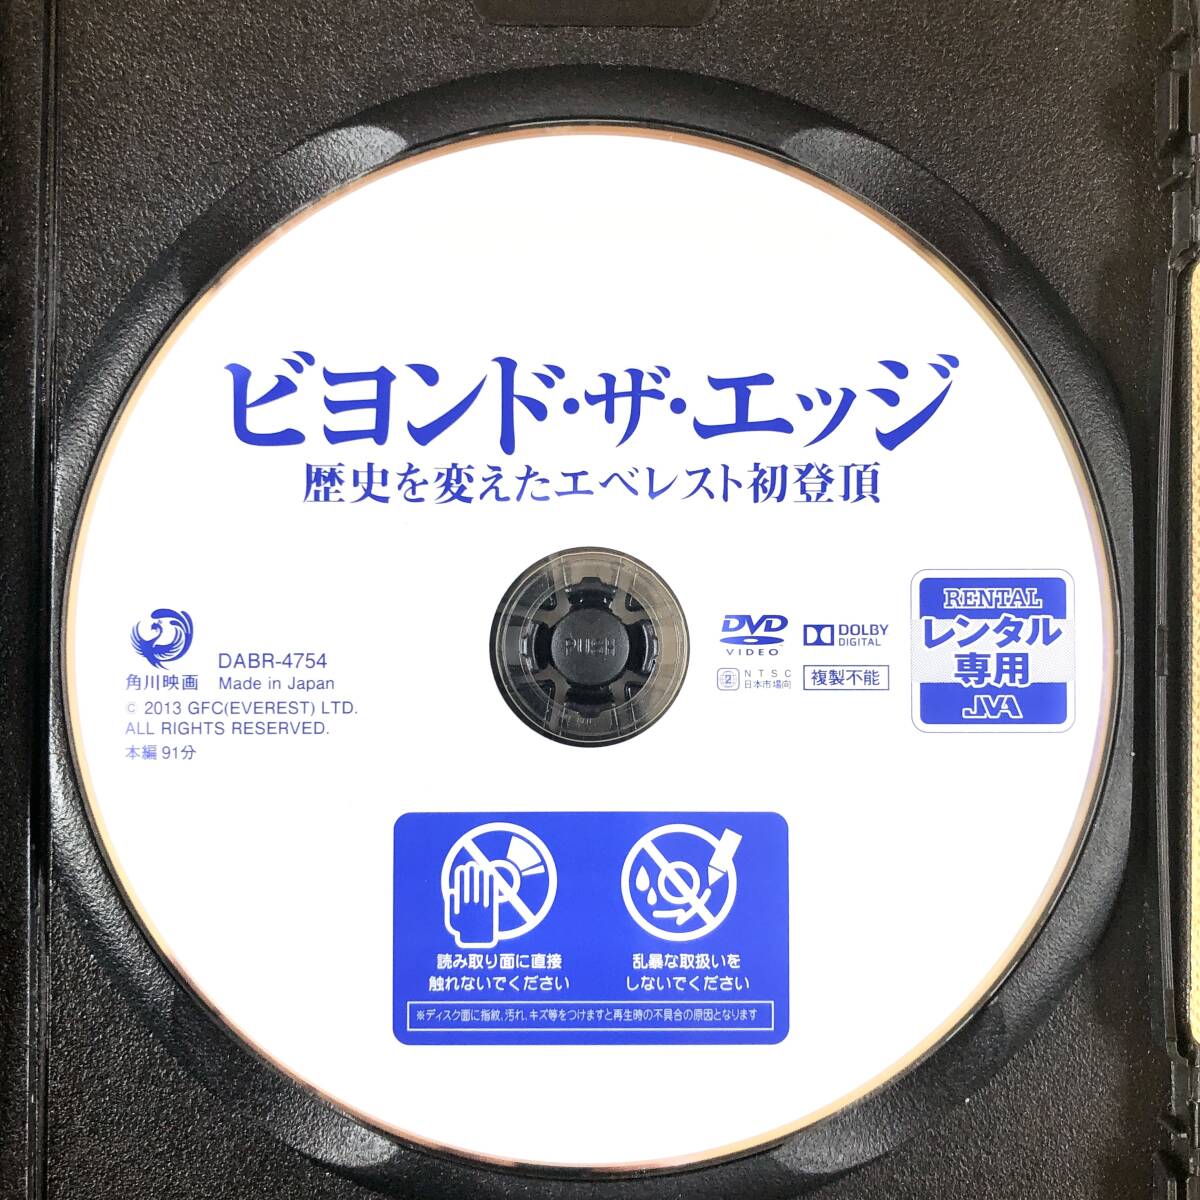 ビヨンド・ザ・エッジ
歴史を変えたエベレスト初登頂
PUSH
角川映画
DABR-4754
Made in Japan
© 2013 GFC(EVEREST) LTD.
ALL RIGHTS RESERVED.
本編91分
DVD
VIDEO
DOLBY
DIGITAL
2
NTSC
日本市場向
複製不能
RENTAL
レンタル
専用
JVA
読み取り面に直接
触れないでください
乱暴な取扱いを
しないでください
※ディスク面に指紋、汚れ、キズ等をつけますと再生時の不具合の原因となります